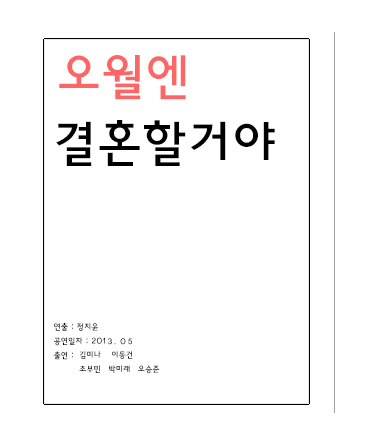 오월엔
결혼할거야
연출 : 정지윤
공연일자 : 2013. 05
출연 : 김미나 이동건
조부민 박미래 오승준